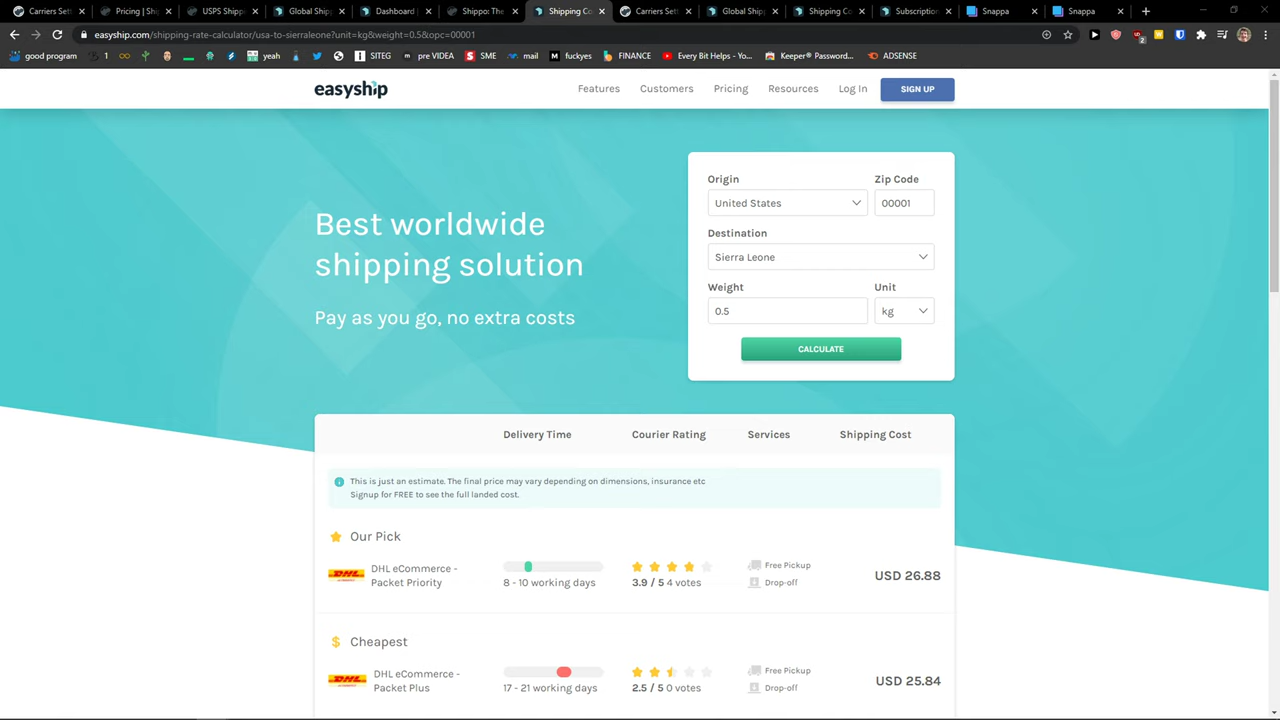 Carriers Sett
Pricing | Shi
USPS Shippi
Global Shipp
Dashboard |
Shippo: The
Shipping Co
Carriers Sett
Global Shipp
Shipping Co
Subscription
Snappa
Snappa
easyship.com/shipping-rate-calculator/usa-to-sierraleone?unit=kg&weight=0.5&opc=00001
good program
1
yeah
SITEG
pre VIDEA
SME
mail
fuckyes
FINANCE
Every Bit Helps - Yo...
Keeper® Password...
ADSENSE
easyship
Features
Customers
Pricing
Resources
Log In
SIGN UP
Best worldwide
shipping solution
Pay as you go, no extra costs
Origin
Zip Code
United States
00001
Destination
Sierra Leone
Weight
Unit
0.5
kg
CALCULATE
Delivery Time
Courier Rating
Services
Shipping Cost
This is just an estimate. The final price may vary depending on dimensions, insurance etc
Signup for FREE to see the full landed cost.
Our Pick
DHL
DHL eCommerce -
Packet Priority
8 - 10 working days
3.9 / 5 4 votes
Free Pickup
Drop-off
USD 26.88
$ Cheapest
DHL
DHL eCommerce -
Packet Plus
17 - 21 working days
2.5 / 5 0 votes
Free Pickup
Drop-off
USD 25.84